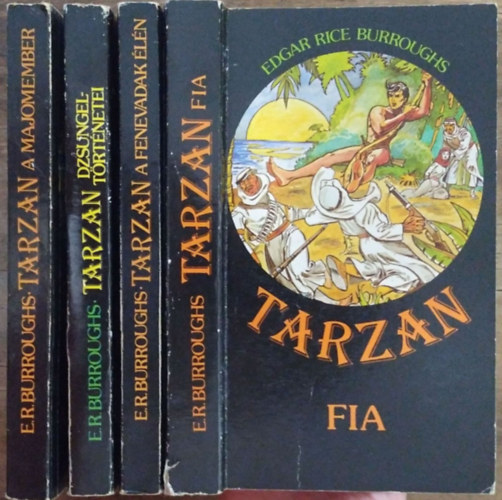 E.R.BURROUGHS · TARZAN A MAJOMEMBER
E.R.BURROUGHS · TARZAN DZSUNGEL-
TÖRTÉNETEI
E.R.BURROUGHS · TARZAN A FENEVADAK ÉLÉN
E.R.BURROUGHS TARZAN FIA
EDGAR RICE BURROUGHS
TARZAN
FIA